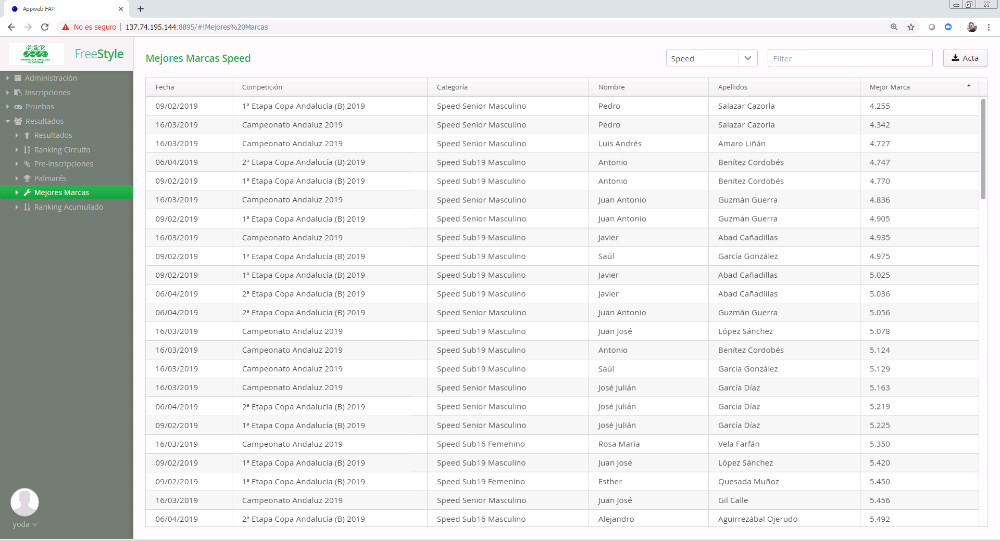 Appweb FAP
No es seguro 137.74.195.144:8895/#!Mejores%20Marcas
FAP
FEDERACIÓN ANDALUZA DE PATINAJE
FreeStyle
Administración
Inscripciones
Pruebas
Resultados
Resultados
Ranking Circuito
Pre-inscripciones
Palmarés
Mejores Marcas
Ranking Acumulado
yoda
Mejores Marcas Speed
Speed
Filter
Acta
Fecha Competición Categoría Nombre Apellidos Mejor Marca
09/02/2019 1ª Etapa Copa Andalucía (B) 2019 Speed Senior Masculino Pedro Salazar Cazorla 4.255
16/03/2019 Campeonato Andaluz 2019 Speed Senior Masculino Pedro Salazar Cazorla 4.342
16/03/2019 Campeonato Andaluz 2019 Speed Senior Masculino Luis Andrés Amaro Liñán 4.727
06/04/2019 2ª Etapa Copa Andalucía (B) 2019 Speed Sub19 Masculino Antonio Benítez Cordobés 4.747
09/02/2019 1ª Etapa Copa Andalucía (B) 2019 Speed Sub19 Masculino Antonio Benítez Cordobés 4.770
16/03/2019 Campeonato Andaluz 2019 Speed Senior Masculino Juan Antonio Guzmán Guerra 4.836
09/02/2019 1ª Etapa Copa Andalucía (B) 2019 Speed Senior Masculino Juan Antonio Guzmán Guerra 4.905
16/03/2019 Campeonato Andaluz 2019 Speed Sub19 Masculino Javier Abad Cañadillas 4.935
09/02/2019 1ª Etapa Copa Andalucía (B) 2019 Speed Sub19 Masculino Saúl García González 4.975
09/02/2019 1ª Etapa Copa Andalucía (B) 2019 Speed Sub19 Masculino Javier Abad Cañadillas 5.025
06/04/2019 2ª Etapa Copa Andalucía (B) 2019 Speed Sub19 Masculino Javier Abad Cañadillas 5.036
06/04/2019 2ª Etapa Copa Andalucía (B) 2019 Speed Senior Masculino Juan Antonio Guzmán Guerra 5.056
16/03/2019 Campeonato Andaluz 2019 Speed Sub19 Masculino Juan José López Sánchez 5.078
16/03/2019 Campeonato Andaluz 2019 Speed Sub19 Masculino Antonio Benítez Cordobés 5.124
16/03/2019 Campeonato Andaluz 2019 Speed Sub19 Masculino Saúl García González 5.129
16/03/2019 Campeonato Andaluz 2019 Speed Senior Masculino José Julián García Díaz 5.163
06/04/2019 2ª Etapa Copa Andalucía (B) 2019 Speed Senior Masculino José Julián García Díaz 5.219
09/02/2019 1ª Etapa Copa Andalucía (B) 2019 Speed Senior Masculino José Julián García Díaz 5.225
16/03/2019 Campeonato Andaluz 2019 Speed Sub16 Femenino Rosa María Vela Farfán 5.350
09/02/2019 1ª Etapa Copa Andalucía (B) 2019 Speed Sub19 Masculino Juan José López Sánchez 5.420
09/02/2019 1ª Etapa Copa Andalucía (B) 2019 Speed Sub19 Femenino Esther Quesada Muñoz 5.450
16/03/2019 Campeonato Andaluz 2019 Speed Senior Masculino Juan José Gil Calle 5.456
06/04/2019 2ª Etapa Copa Andalucía (B) 2019 Speed Sub16 Masculino Alejandro Aguirrezábal Ojerudo 5.492